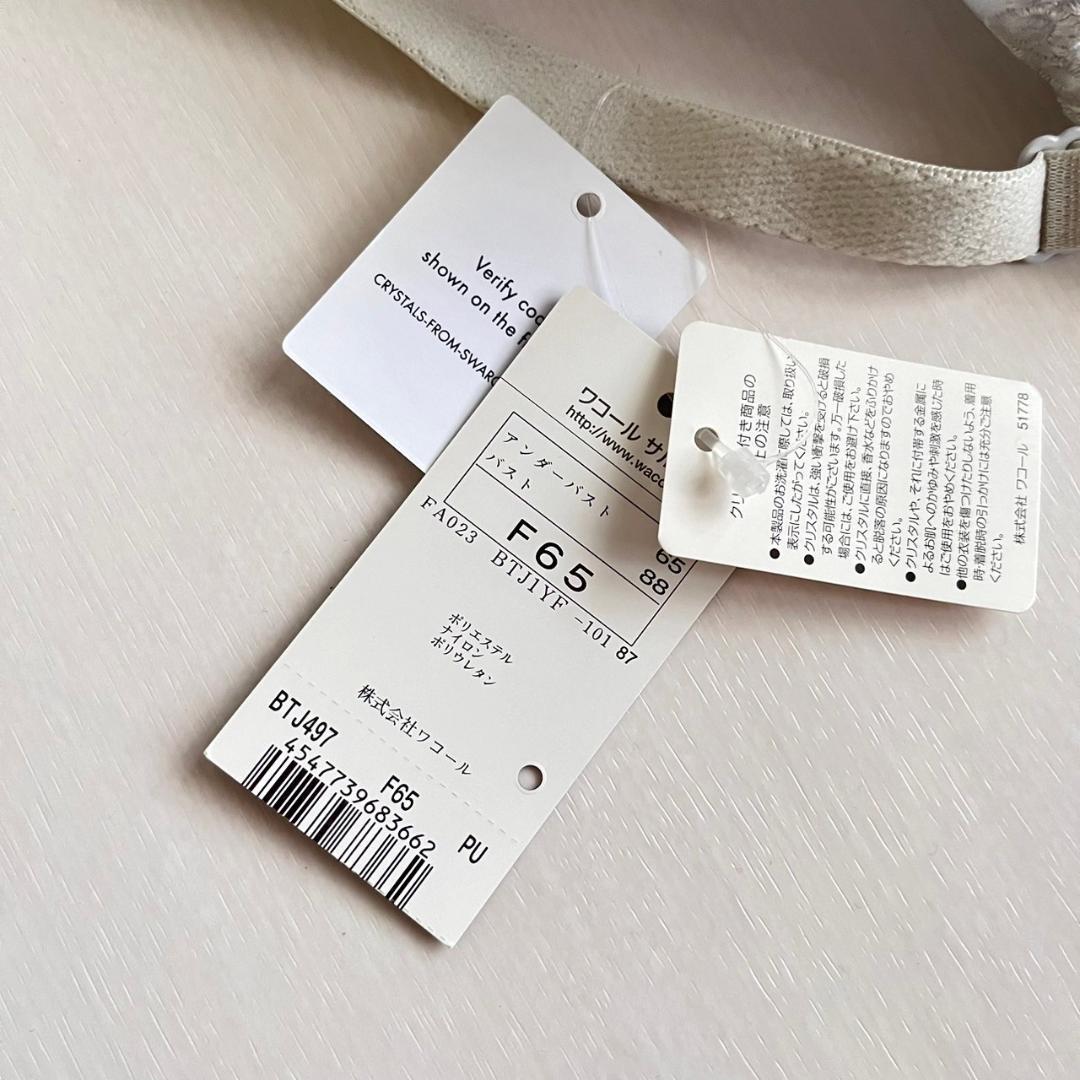 Verify
shown on the
CRYSTALS-FROM-
ワコール
http://www.
アンダーバスト 65
バスト 88
F65
FA023 BTJ1YF -101 87
ポリエステル
ナイロン
ポリウレタン
株式会社ワコール
BTJ497 F65 PU
4547739683662
付き商品の
上の注意
●本製品のお洗濯に際しては、取り扱い
表示にしたがってください。
●クリスタルは、強い衝撃を受けると破損
する可能性がございます。万一破損した
場合には、ご使用をお避け下さい。
●クリスタルに直接、香水などをふりかけ
ると脱落の原因になりますのでおやめ
ください。
●クリスタルや、それに付帯する金属に
よるお肌へのかゆみや刺激を感じた時
はご使用をおやめください。
●他の衣装を傷つけたりしないよう、着用
時・着脱時の引っかけには充分ご注意
ください。
株式会社 ワコール 51778